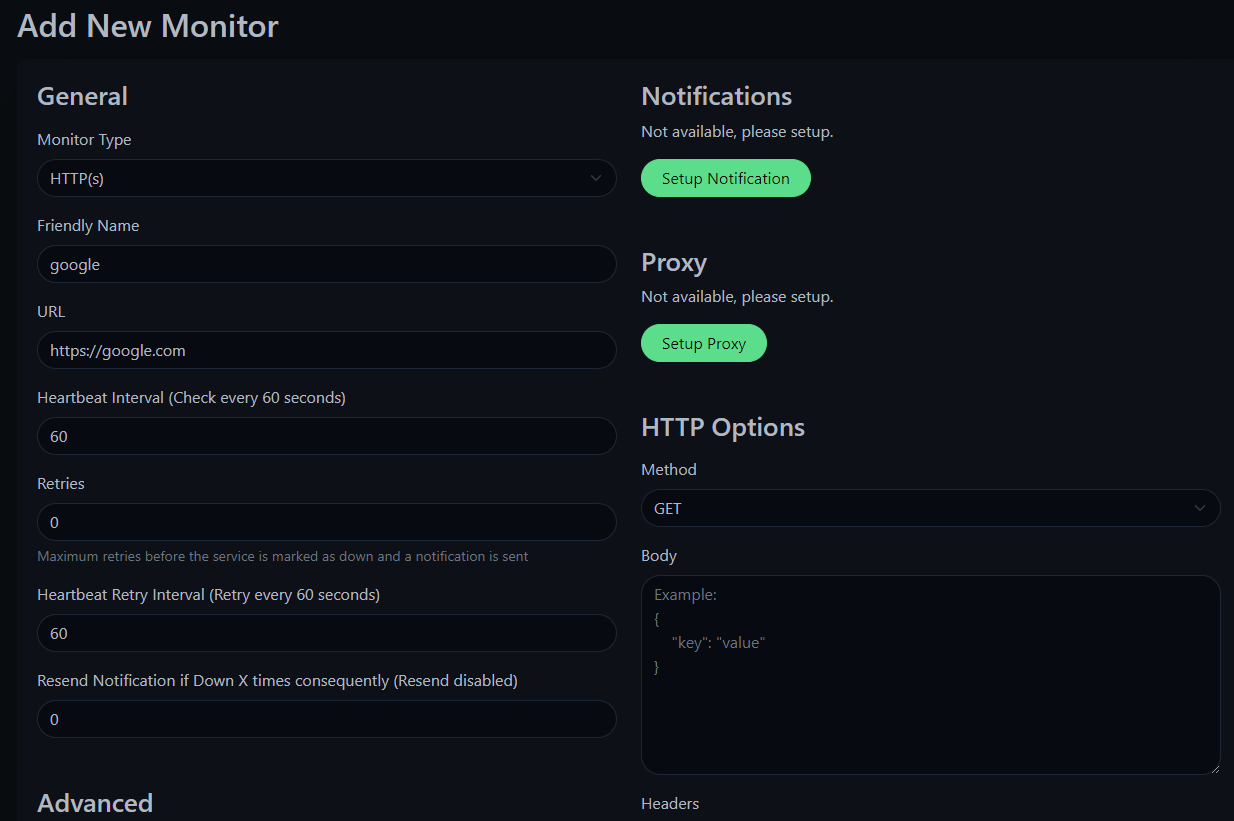 Add New Monitor
General
Monitor Type
HTTP(s)
Friendly Name
google
URL
https://google.com
Heartbeat Interval (Check every 60 seconds)
60
Retries
0
Maximum retries before the service is marked as down and a notification is sent
Heartbeat Retry Interval (Retry every 60 seconds)
60
Resend Notification if Down X times consequently (Resend disabled)
0
Advanced
Notifications
Not available, please setup.
Setup Notification
Proxy
Not available, please setup.
Setup Proxy
HTTP Options
Method
GET
Body
Example:
{
"key": "value"
}
Headers